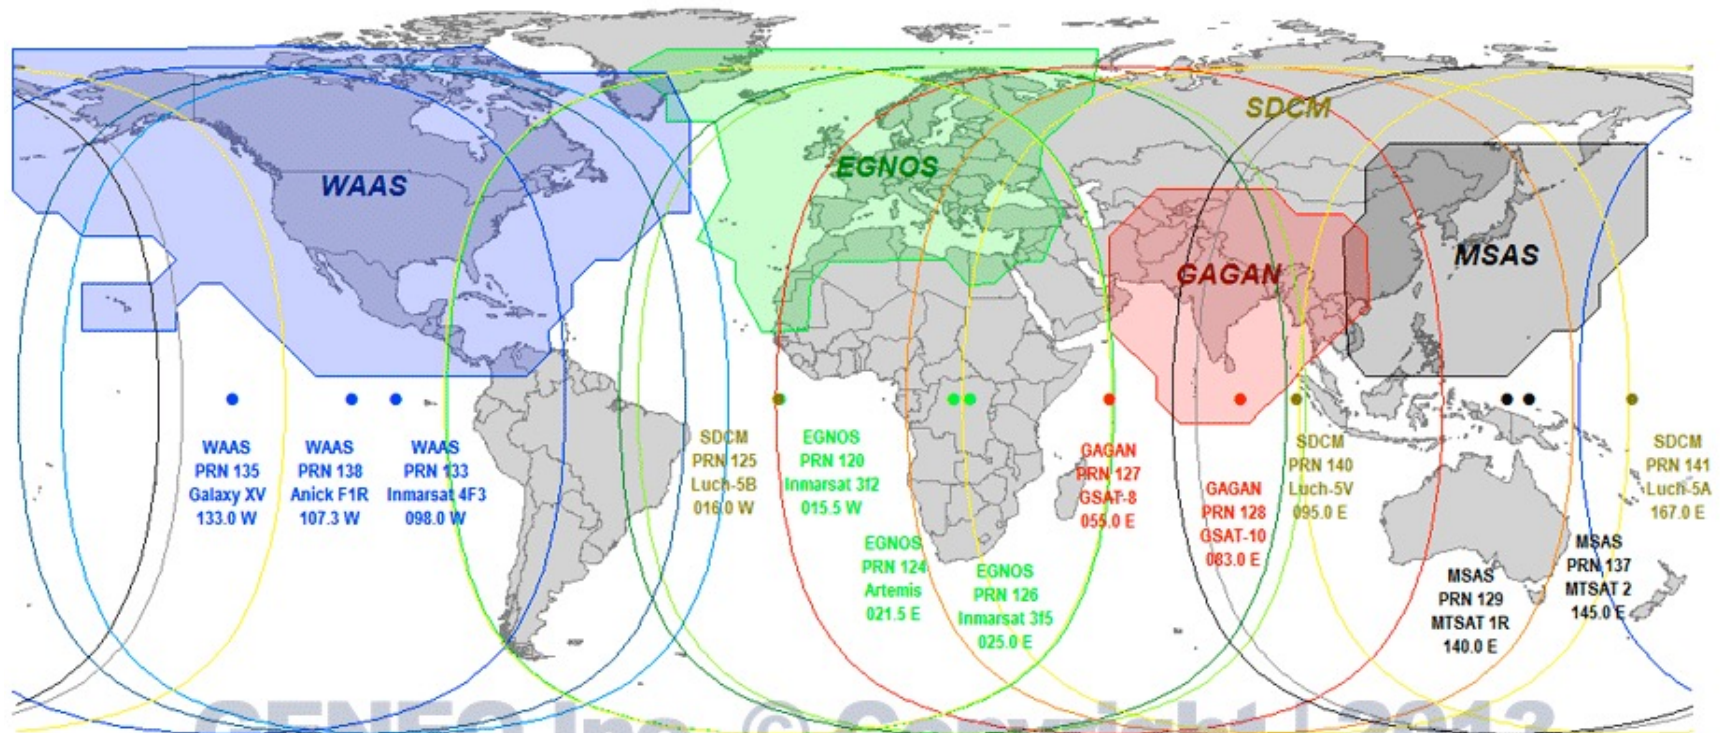 SDCM
EGNOS
WAAS
MSAS
GAGAN
WAAS
PRN 135
Galaxy XV
133.0 W
WAAS
PRN 138
Anick F1R
107.3 W
WAAS
PRN 133
Inmarsat 4F3
098.0 W
SDCM
PRN 125
Luch-5B
016.0 W
EGNOS
PRN 120
Inmarsat 3f2
015.5 W
EGNOS
PRN 124
Artemis
021.5 E
EGNOS
PRN 126
Inmarsat 3f5
025.0 E
GAGAN
PRN 127
GSAT-8
055.0 E
GAGAN
PRN 128
GSAT-10
083.0 E
SDCM
PRN 140
Luch-5V
095.0 E
MSAS
PRN 129
MTSAT 1R
140.0 E
MSAS
PRN 137
MTSAT 2
145.0 E
SDCM
PRN 141
Luch-5A
167.0 E
Inc. © Copyright | 2013